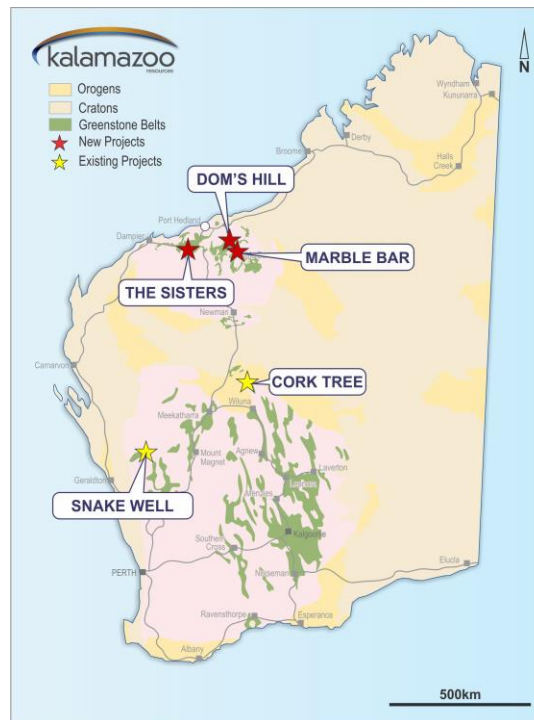 kalamazoo
resources
Orogens
Cratons
Greenstone Belts
New Projects
Existing Projects
N
Wyndham
Kununurra
Derby
Broome
Halls
Creek
DOM'S HILL
Port Hedland
Dampier
MARBLE BAR
THE SISTERS
Newman
Carnarvon
CORK TREE
Wiluna
Meekatharra
Mount
Magnet
Agnew
Laverton
Leonora
Geraldton
SNAKE WELL
Menzies
Kalgoorlie
Southern
Cross
PERTH
Norseman
Eucla
Ravensthorpe
Esperance
Albany
500km